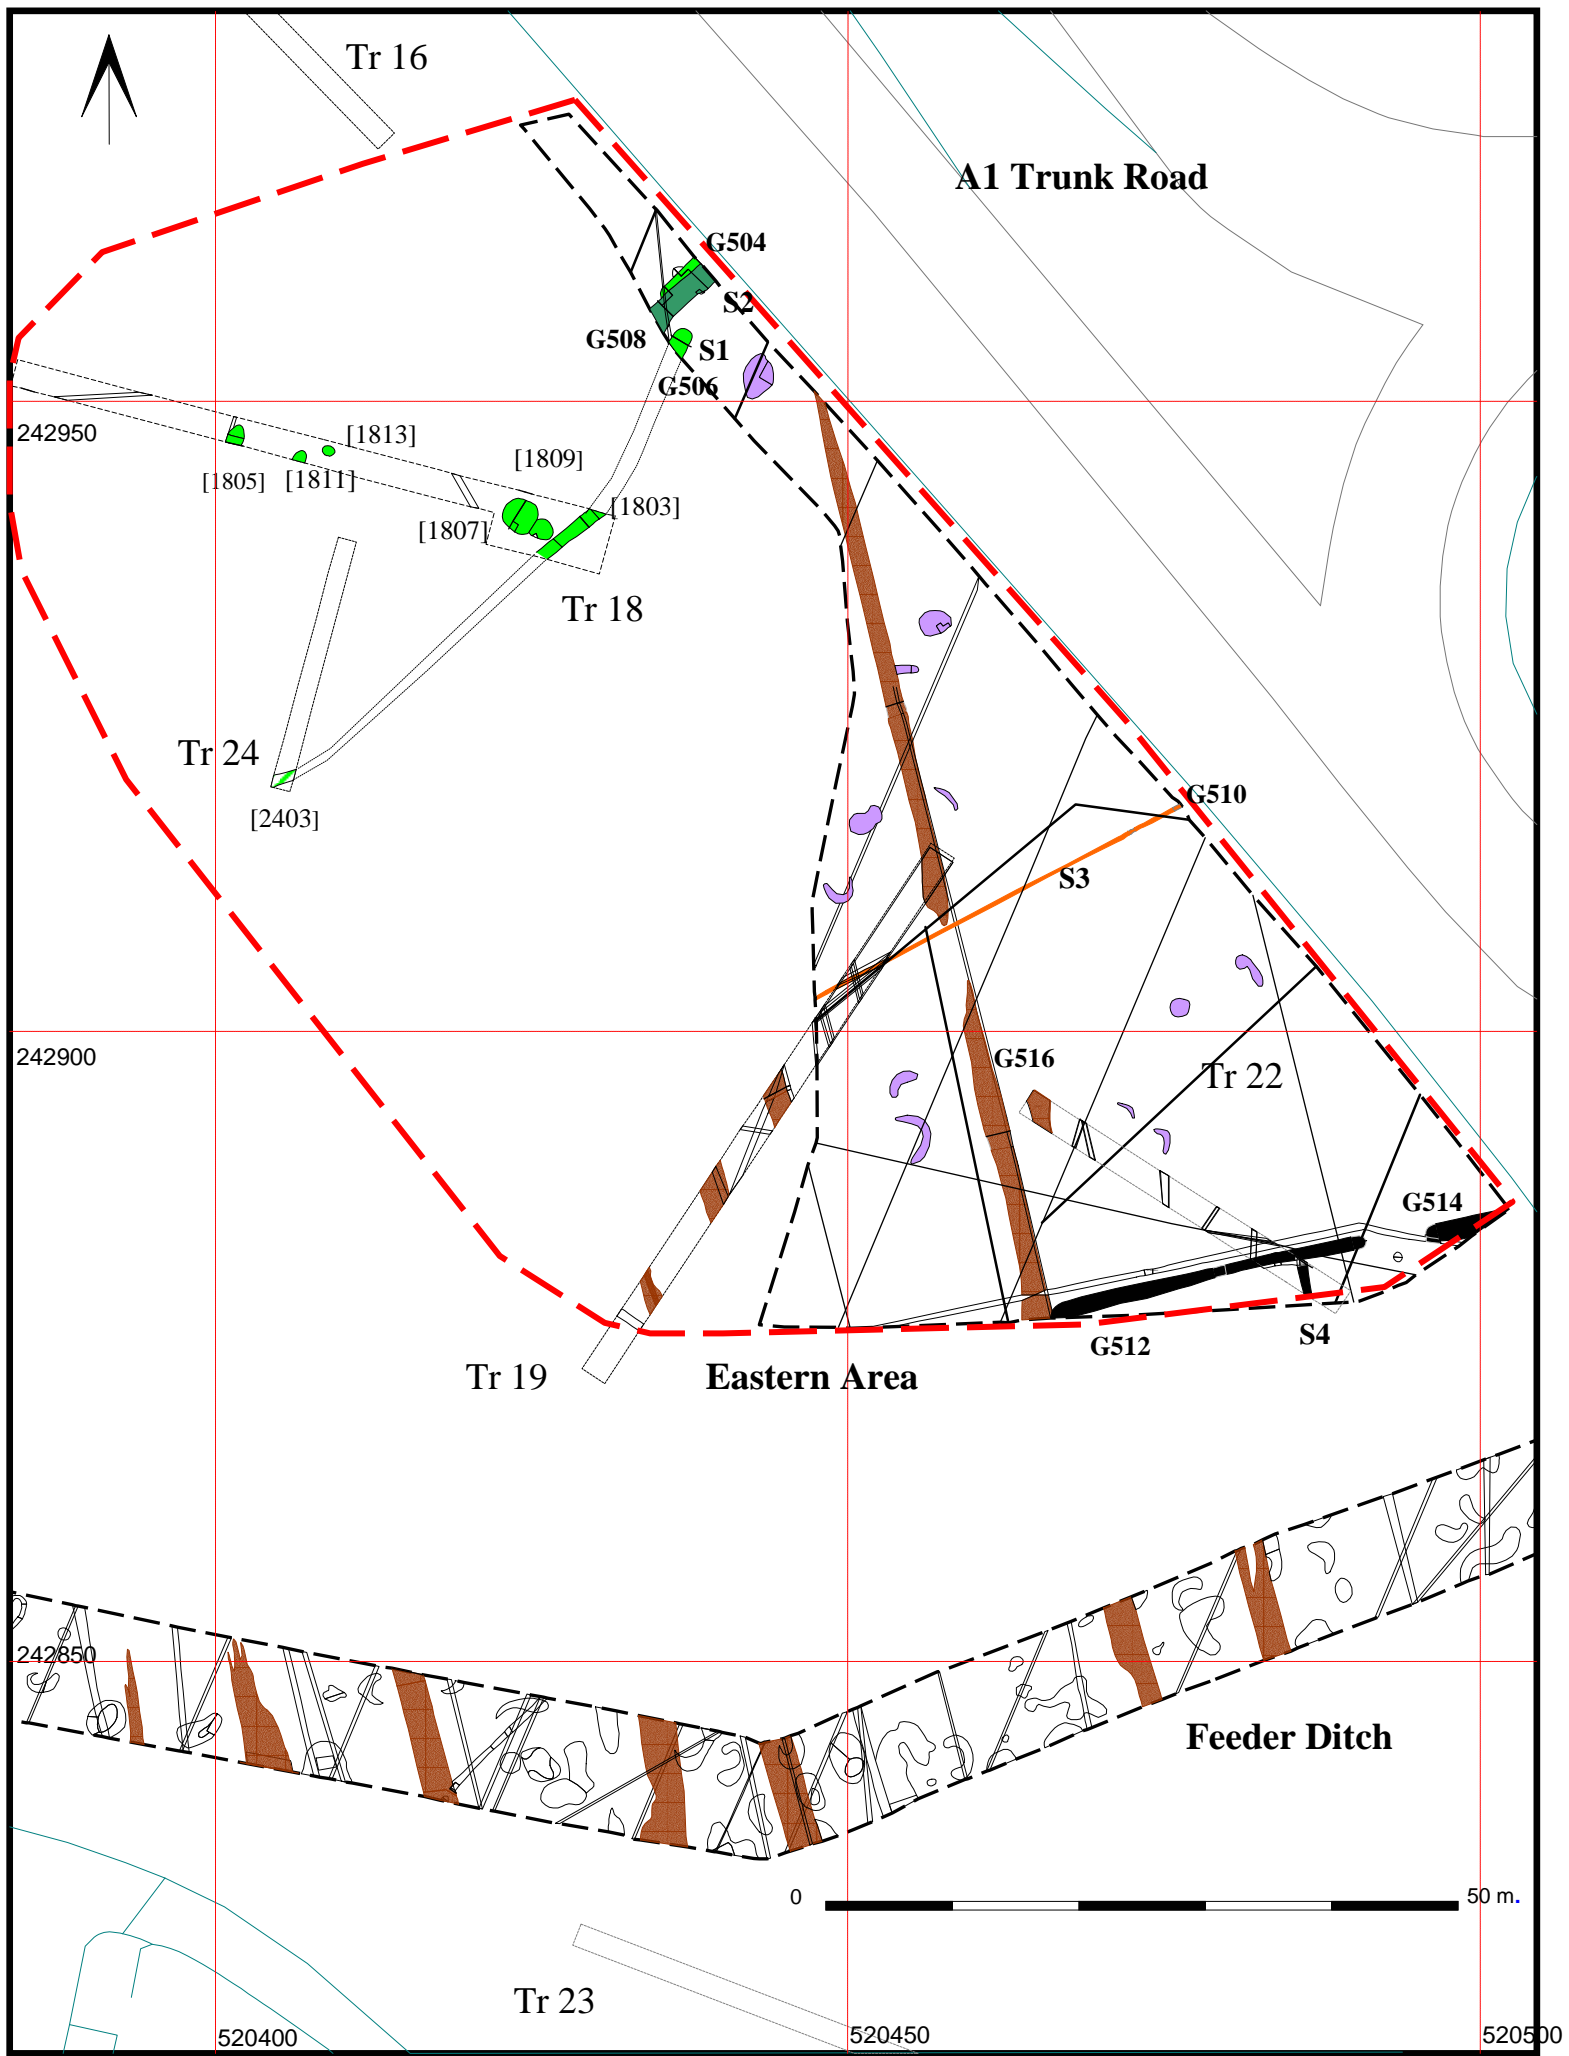 Tr 16
A1 Trunk Road
G504
S2
G508
S1
G506
242950
[1813]
[1809]
[1805]
[1811]
[1803]
[1807]
Tr 18
Tr 24
[2403]
G510
S3
242900
G516
Tr 22
G514
S4
G512
Tr 19
Eastern Area
242850
Feeder Ditch
0
50 m.
Tr 23
520400
520450
520500